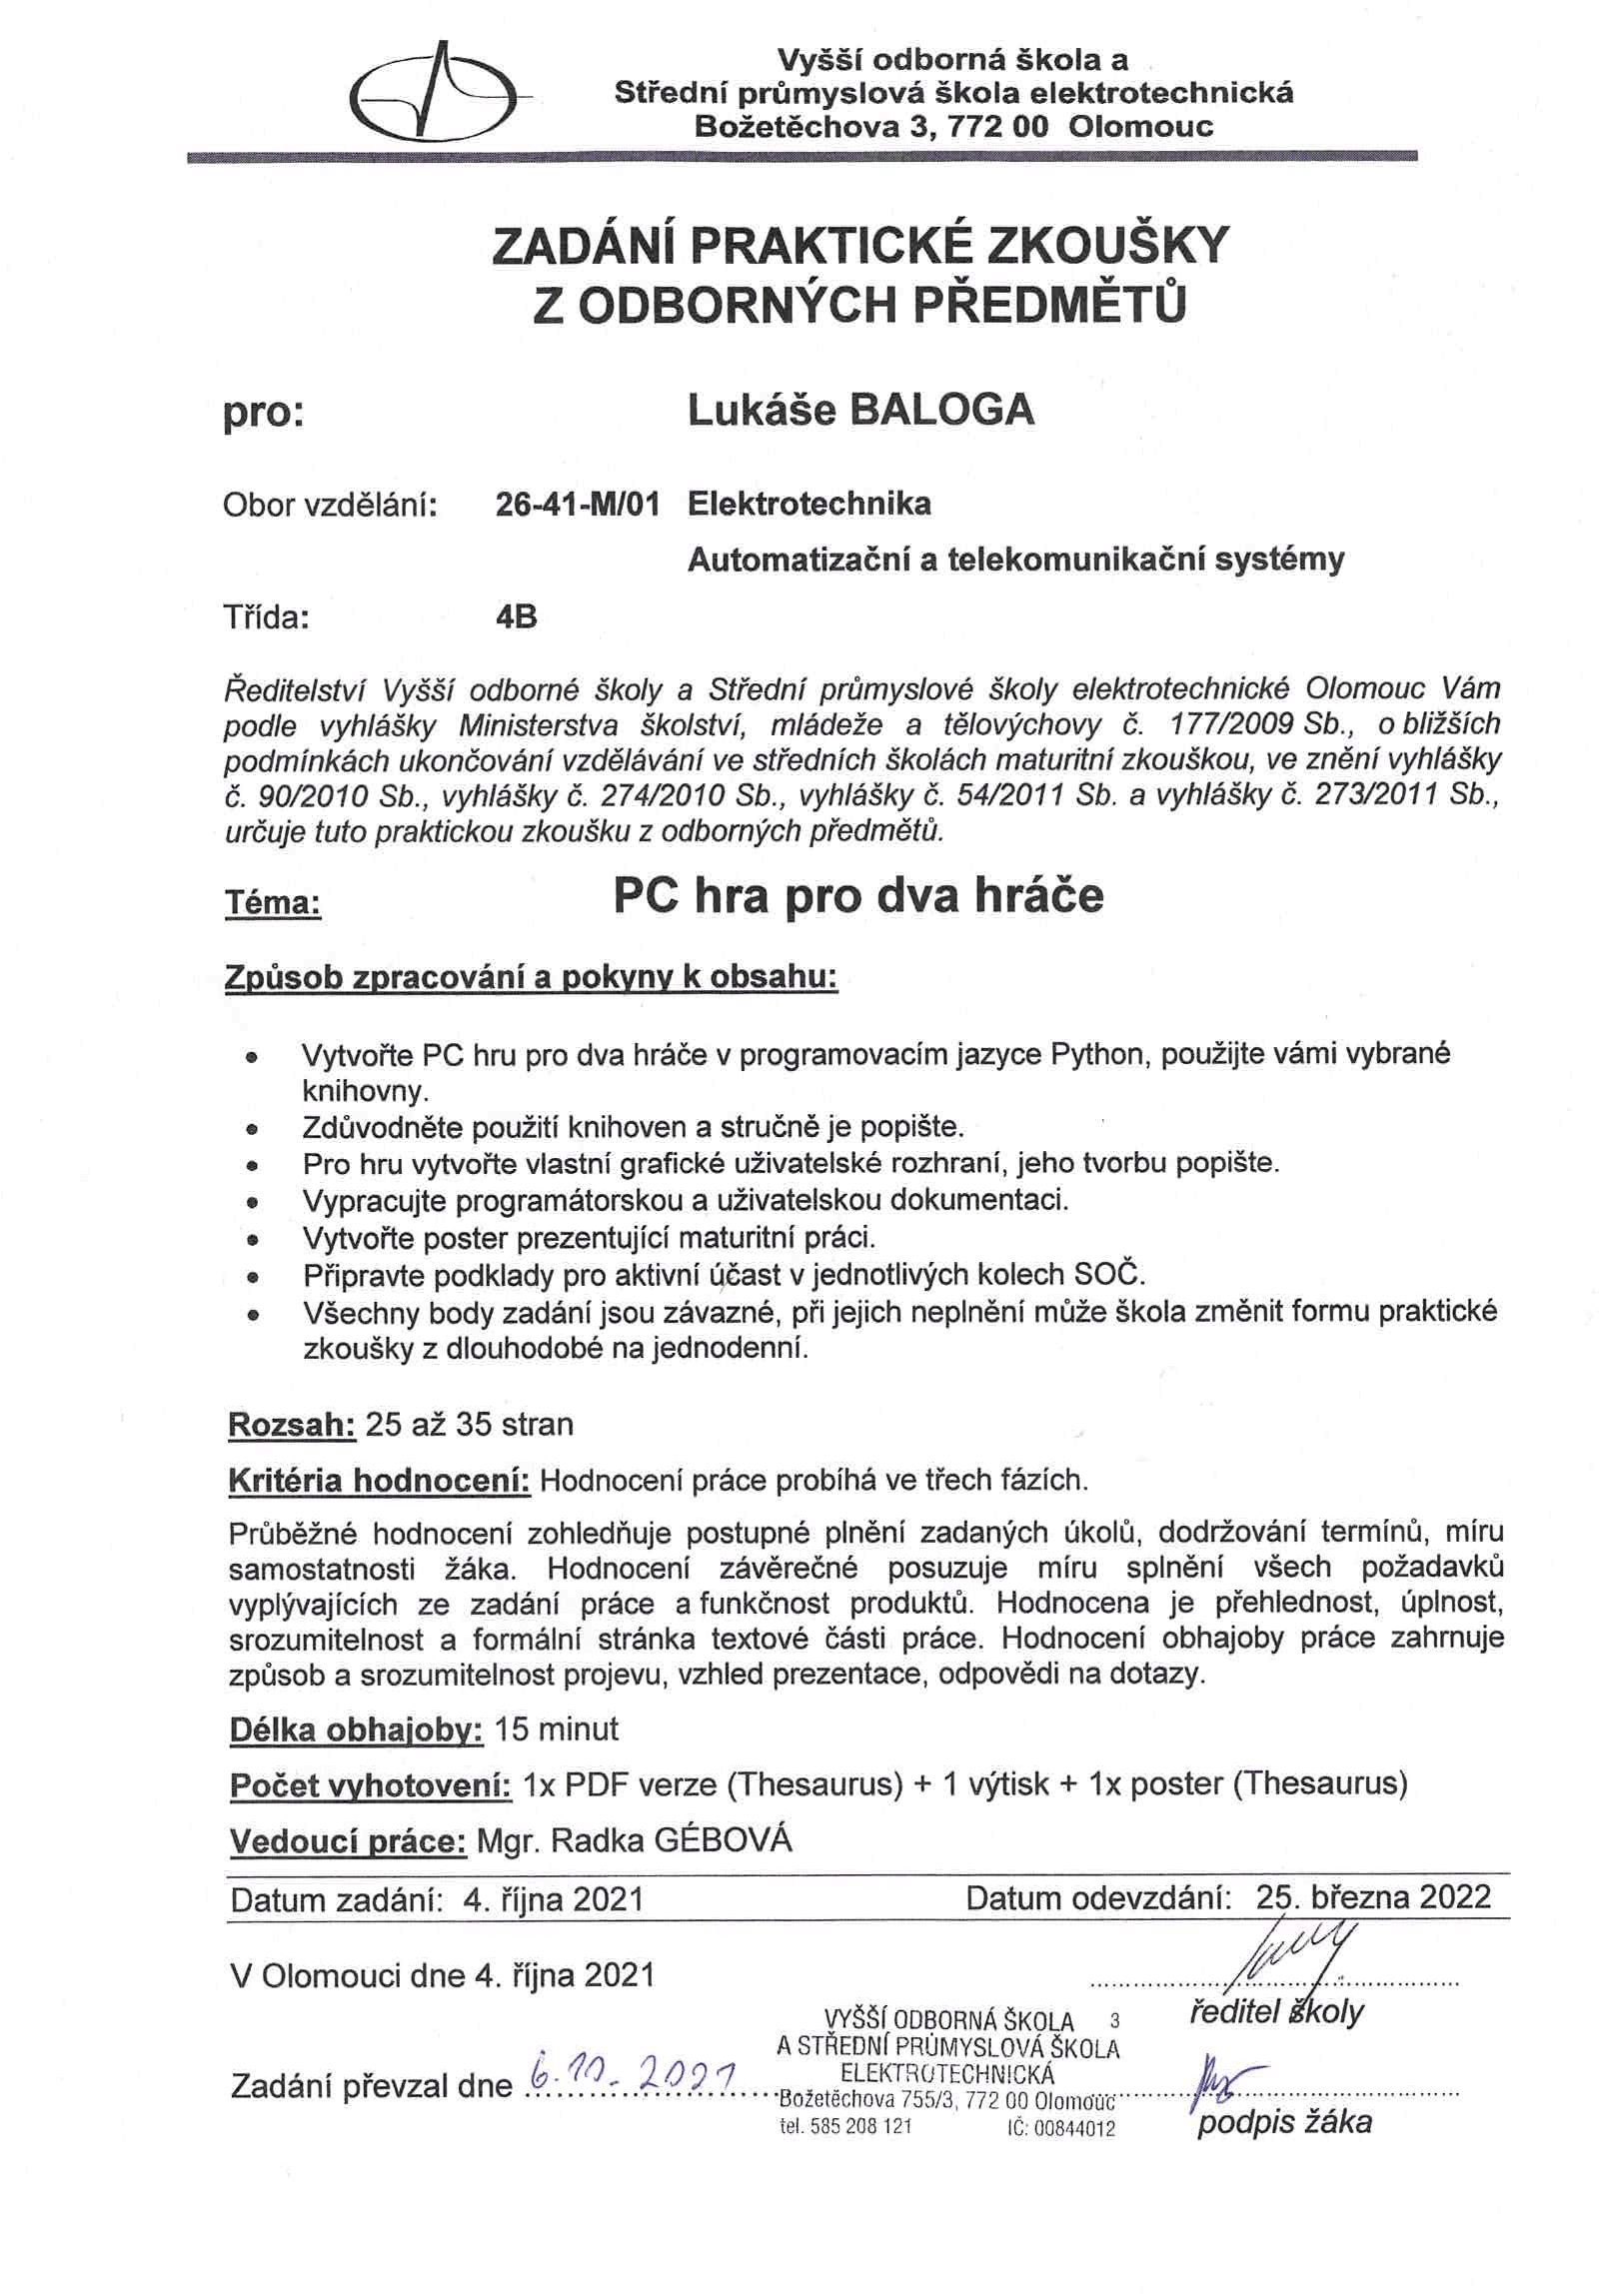 Vyšší odborná škola a
Střední průmyslová škola elektrotechnická
Božetěchova 3, 772 00 Olomouc
ZADÁNÍ PRAKTICKÉ ZKOUŠKY
Z ODBORNÝCH PŘEDMĚTŮ
pro: Lukáše BALOGA
Obor vzdělání: 26-41-M/01 Elektrotechnika
Automatizační a telekomunikační systémy
Třída: 4B
Ředitelství Vyšší odborné školy a Střední průmyslové školy elektrotechnické Olomouc Vám
podle vyhlášky Ministerstva školství, mládeže a tělovýchovy č. 177/2009 Sb., o bližších
podmínkách ukončování vzdělávání ve středních školách maturitní zkouškou, ve znění vyhlášky
č. 90/2010 Sb., vyhlášky č. 274/2010 Sb., vyhlášky č. 54/2011 Sb. a vyhlášky č. 273/2011 Sb.,
určuje tuto praktickou zkoušku z odborných předmětů.
Téma: PC hra pro dva hráče
Způsob zpracování a pokyny k obsahu:
• Vytvořte PC hru pro dva hráče v programovacím jazyce Python, použijte vámi vybrané
knihovny.
• Zdůvodněte použití knihoven a stručně je popište.
• Pro hru vytvořte vlastní grafické uživatelské rozhraní, jeho tvorbu popište.
• Vypracujte programátorskou a uživatelskou dokumentaci.
• Vytvořte poster prezentující maturitní práci.
• Připravte podklady pro aktivní účast v jednotlivých kolech SOČ.
• Všechny body zadání jsou závazné, při jejich neplnění může škola změnit formu praktické
zkoušky z dlouhodobé na jednodenní.
Rozsah: 25 až 35 stran
Kritéria hodnocení: Hodnocení práce probíhá ve třech fázích.
Průběžné hodnocení zohledňuje postupné plnění zadaných úkolů, dodržování termínů, míru
samostatnosti žáka. Hodnocení závěrečné posuzuje míru splnění všech požadavků
vyplývajících ze zadání práce a funkčnost produktů. Hodnocena je přehlednost, úplnost,
srozumitelnost a formální stránka textové části práce. Hodnocení obhajoby práce zahrnuje
způsob a srozumitelnost projevu, vzhled prezentace, odpovědi na dotazy.
Délka obhajoby: 15 minut
Počet vyhotovení: 1x PDF verze (Thesaurus) + 1 výtisk + 1x poster (Thesaurus)
Vedoucí práce: Mgr. Radka GÉBOVÁ
Datum zadání: 4. října 2021 Datum odevzdání: 25. března 2022
V Olomouci dne 4. října 2021
ředitel školy
VYŠŠÍ ODBORNÁ ŠKOLA 3
A STŘEDNÍ PRŮMYSLOVÁ ŠKOLA
ELEKTROTECHNICKÁ
Božetěchova 755/3, 772 00 Olomouc
tel. 585 208 121 IČ: 00844012
Zadání převzal dne 6.10.2021
podpis žáka